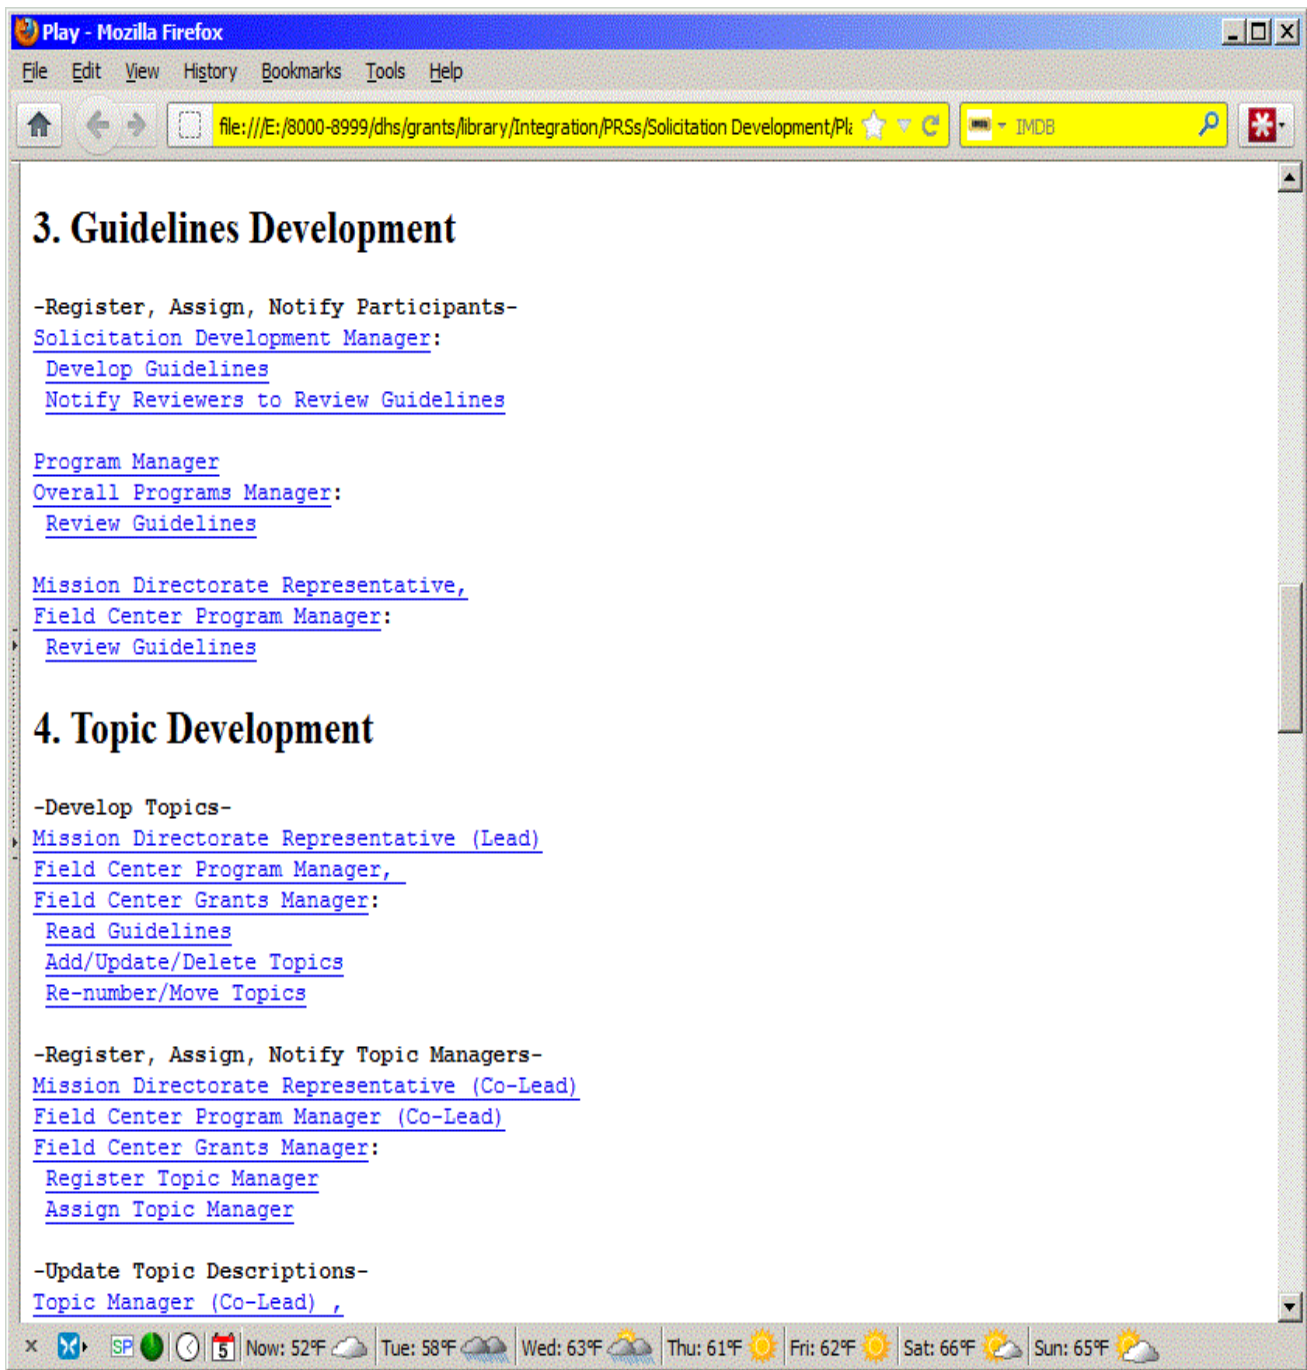 Play - Mozilla Firefox
File Edit View History Bookmarks Tools Help
file:///E:/8000-8999/dhs/grants/library/Integration/PRSs/Solicitation Development/Pla
IMDB
3. Guidelines Development
-Register, Assign, Notify Participants-
Solicitation Development Manager:
Develop Guidelines
Notify Reviewers to Review Guidelines
Program Manager
Overall Programs Manager:
Review Guidelines
Mission Directorate Representative,
Field Center Program Manager:
Review Guidelines
4. Topic Development
-Develop Topics-
Mission Directorate Representative (Lead)
Field Center Program Manager,
Field Center Grants Manager:
Read Guidelines
Add/Update/Delete Topics
Re-number/Move Topics
-Register, Assign, Notify Topic Managers-
Mission Directorate Representative (Co-Lead)
Field Center Program Manager (Co-Lead)
Field Center Grants Manager:
Register Topic Manager
Assign Topic Manager
-Update Topic Descriptions-
Topic Manager (Co-Lead) ,
SP 5 Now: 52°F Tue: 58°F Wed: 63°F Thu: 61°F Fri: 62°F Sat: 66°F Sun: 65°F